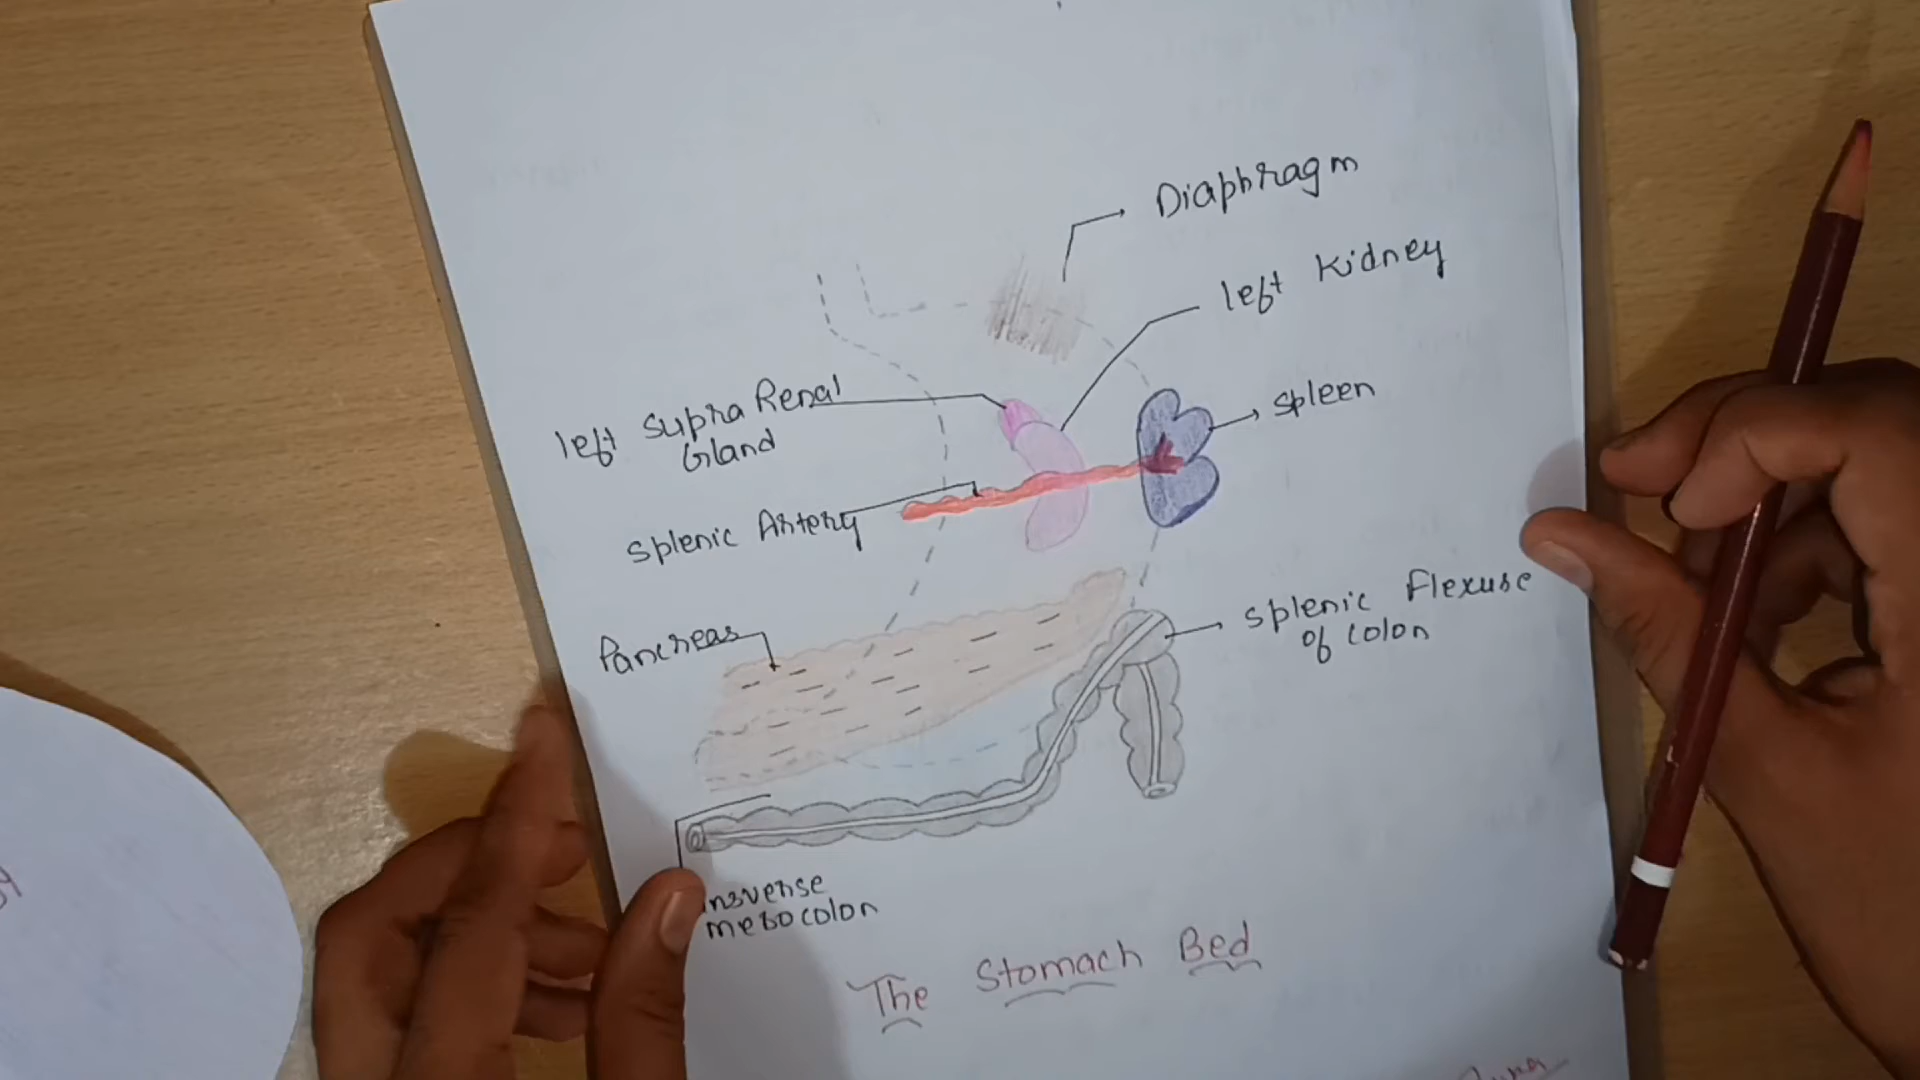 Diaphragm
left Kidney
left Supra Renal
Gland
Spleen
Splenic Artery
Pancreas
Splenic Flexure
of Colon
mesocolon
The Stomach Bed